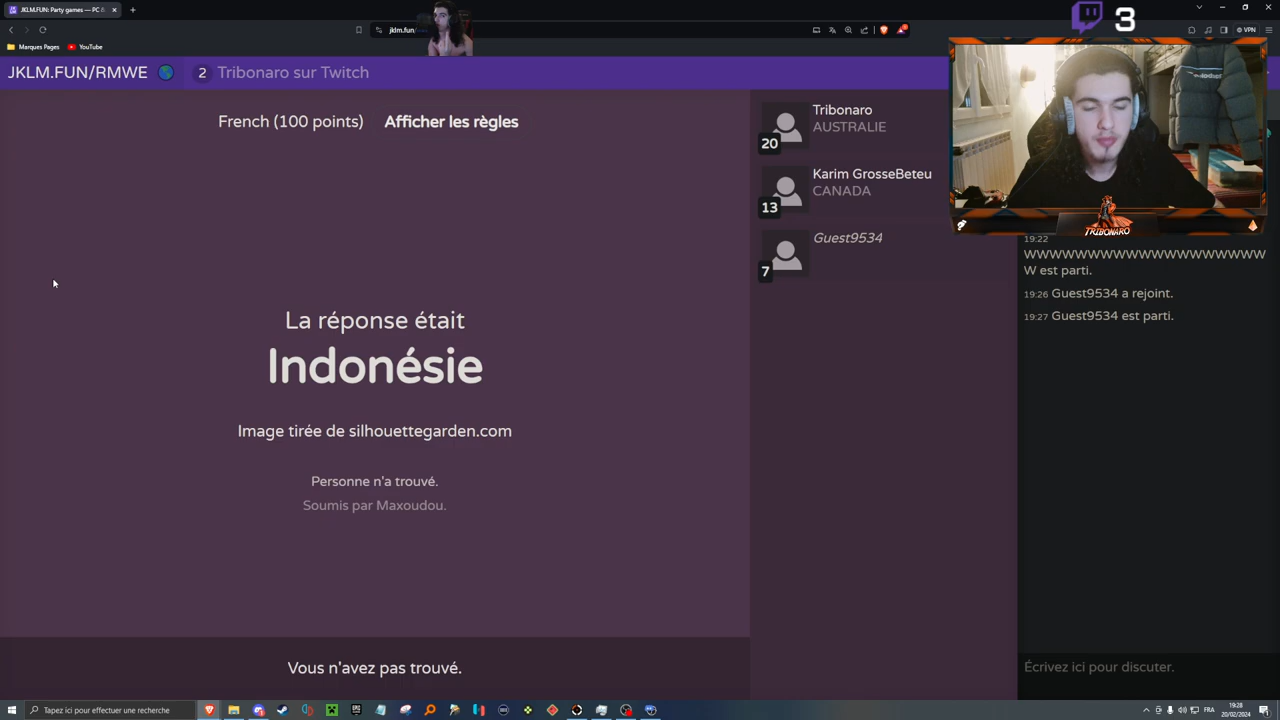 JKLM.FUN: Party games — PC &
3
jklm.fun/
VPN
Marques Pages
YouTube
JKLM.FUN/RMWE
2 Tribonaro sur Twitch
French (100 points) Afficher les règles
La réponse était
Indonésie
Image tirée de silhouettegarden.com
Personne n'a trouvé.
Soumis par Maxoudou.
Vous n'avez pas trouvé.
Tribonaro
AUSTRALIE
20
Karim GrosseBeteu
CANADA
13
Guest9534
7
TRIBONARO
19:22
WWWWWWWWWWWWWWWWWWW
W est parti.
19:26 Guest9534 a rejoint.
19:27 Guest9534 est parti.
Écrivez ici pour discuter.
Tapez ici pour effectuer une recherche
FRA
19:28
20/02/2024